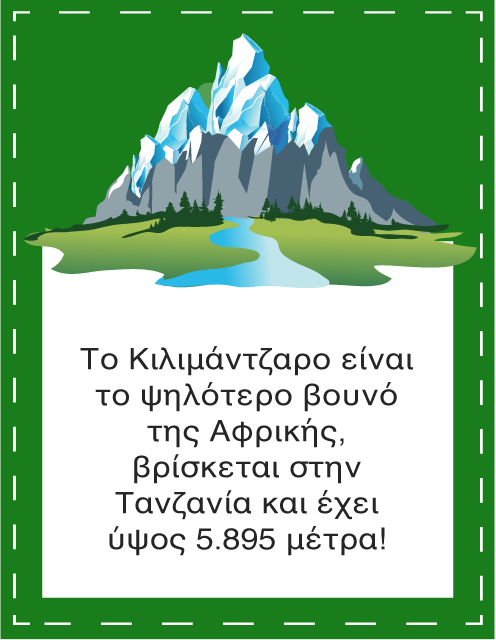 Το Κιλιμάντζαρο είναι
το ψηλότερο βουνό
της Αφρικής,
βρίσκεται στην
Τανζανία και έχει
ύψος 5.895 μέτρα!